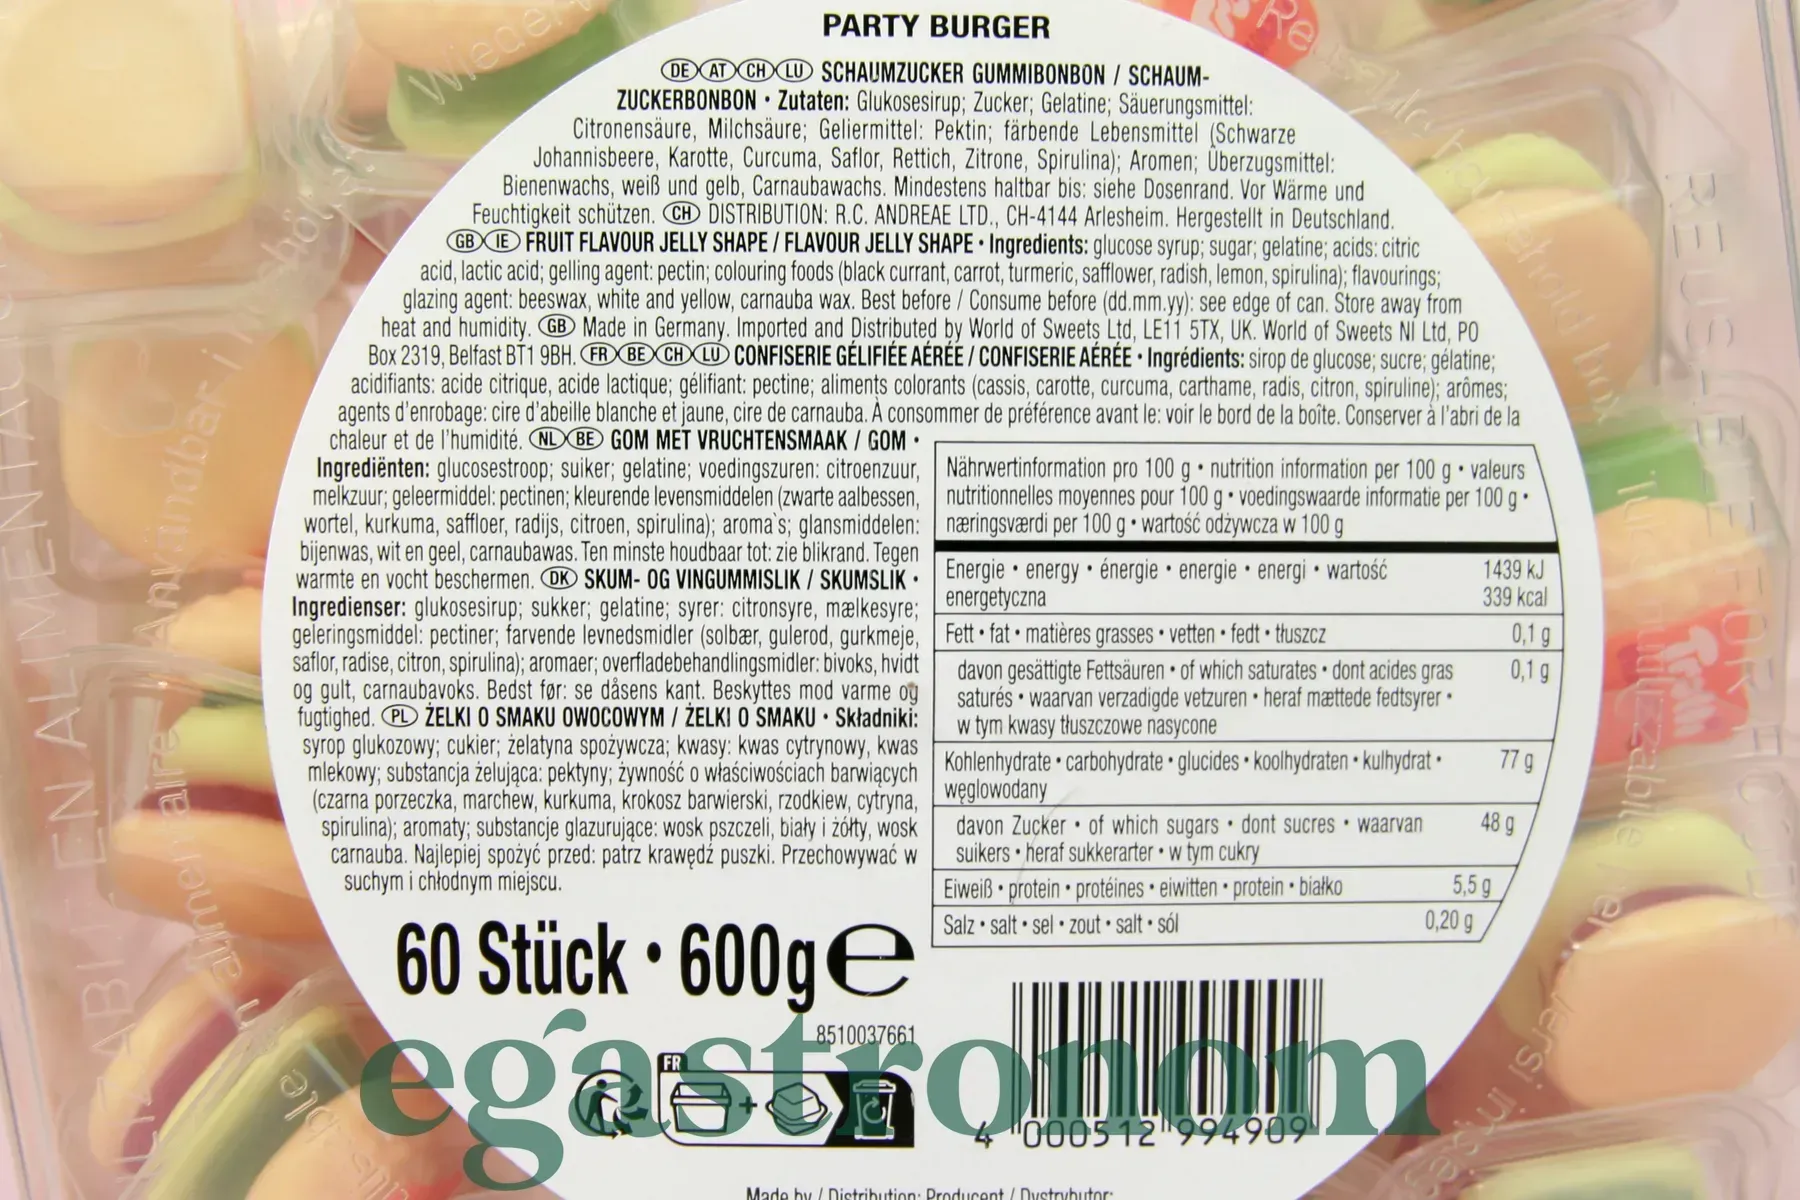 PARTY BURGER
DE AT CH LU SCHAUMZUCKER GUMMIBONBON / SCHAUM-
ZUCKERBONBON • Zutaten: Glukosesirup; Zucker; Gelatine; Säuerungsmittel:
Citronensäure, Milchsäure; Geliermittel: Pektin; färbende Lebensmittel (Schwarze
Johannisbeere, Karotte, Curcuma, Saflor, Rettich, Zitrone, Spirulina); Aromen; Überzugsmittel:
Bienenwachs, weiß und gelb, Carnaubawachs. Mindestens haltbar bis: siehe Dosenrand. Vor Wärme und
Feuchtigkeit schützen. CH DISTRIBUTION: R.C. ANDREAE LTD., CH-4144 Arlesheim. Hergestellt in Deutschland.
GB IE FRUIT FLAVOUR JELLY SHAPE / FLAVOUR JELLY SHAPE • Ingredients: glucose syrup; sugar; gelatine; acids: citric
acid, lactic acid; gelling agent: pectin; colouring foods (black currant, carrot, turmeric, safflower, radish, lemon, spirulina); flavourings;
glazing agent: beeswax, white and yellow, carnauba wax. Best before / Consume before (dd.mm.yy): see edge of can. Store away from
heat and humidity. GB Made in Germany. Imported and Distributed by World of Sweets Ltd, LE11 5TX, UK. World of Sweets NI Ltd, PO
Box 2319, Belfast BT1 9BH. FR BE CH LU CONFISERIE GÉLIFIÉE AÉRÉE / CONFISERIE AÉRÉE • Ingrédients: sirop de glucose; sucre; gélatine;
acidifiants: acide citrique, acide lactique; gélifiant: pectine; aliments colorants (cassis, carotte, curcuma, carthame, radis, citron, spiruline); arômes;
agents d'enrobage: cire d'abeille blanche et jaune, cire de carnauba. À consommer de préférence avant le: voir le bord de la boîte. Conserver à l'abri de la
chaleur et de l'humidité. NL BE GOM MET VRUCHTENSMAAK / GOM •
Ingrediënten: glucosestroop; suiker; gelatine; voedingszuren: citroenzuur,
melkzuur; geleermiddel: pectinen; kleurende levensmiddelen (zwarte aalbessen,
wortel, kurkuma, saffloer, radijs, citroen, spirulina); aroma's; glansmiddelen:
bijenwas, wit en geel, carnaubawas. Ten minste houdbaar tot: zie blikrand. Tegen
warmte en vocht beschermen. DK SKUM- OG VINGUMMISLIK / SKUMSLIK •
Ingredienser: glukosesirup; sukker; gelatine; syrer: citronsyre, mælkesyre;
geleringsmiddel: pectiner; farvende levnedsmidler (solbær, gulerod, gurkmeje,
saflor, radise, citron, spirulina); aromaer; overfladebehandlingsmidler: bivoks, hvidt
og gult, carnaubavoks. Bedst før: se dåsens kant. Beskyttes mod varme og
fugtighed. PL ŻELKI O SMAKU OWOCOWYM / ŻELKI O SMAKU • Składniki:
syrop glukozowy; cukier; żelatyna spożywcza; kwasy: kwas cytrynowy, kwas
mlekowy; substancja żelująca: pektyny; żywność o właściwościach barwiących
(czarna porzeczka, marchew, kurkuma, krokosz barwierski, rzodkiew, cytryna,
spirulina); aromaty; substancje glazurujące: wosk pszczeli, biały i żółty, wosk
carnauba. Najlepiej spożyć przed: patrz krawędź puszki. Przechowywać w
suchym i chłodnym miejscu.
Nährwertinformation pro 100 g • nutrition information per 100 g • valeurs
nutritionnelles moyennes pour 100 g • voedingswaarde informatie per 100 g •
næringsværdi per 100 g • wartość odżywcza w 100 g
Energie • energy • énergie • energie • energi • wartość 1439 kJ
energetyczna 339 kcal
Fett • fat • matières grasses • vetten • fedt • tłuszcz 0,1 g
davon gesättigte Fettsäuren • of which saturates • dont acides gras 0,1 g
saturés • waarvan verzadigde vetzuren • heraf mættede fedtsyrer •
w tym kwasy tłuszczowe nasycone
Kohlenhydrate • carbohydrate • glucides • koolhydraten • kulhydrat • 77 g
węglowodany
davon Zucker • of which sugars • dont sucres • waarvan 48 g
suikers • heraf sukkerarter • w tym cukry
Eiweiß • protein • protéines • eiwitten • protein • białko 5,5 g
Salz • salt • sel • zout • salt • sól 0,20 g
60 Stück • 600g e
8510037661
FR
egástronom
4 000512 994909
Made by / Distribution: Producent / Dystrybutor:
Trolli